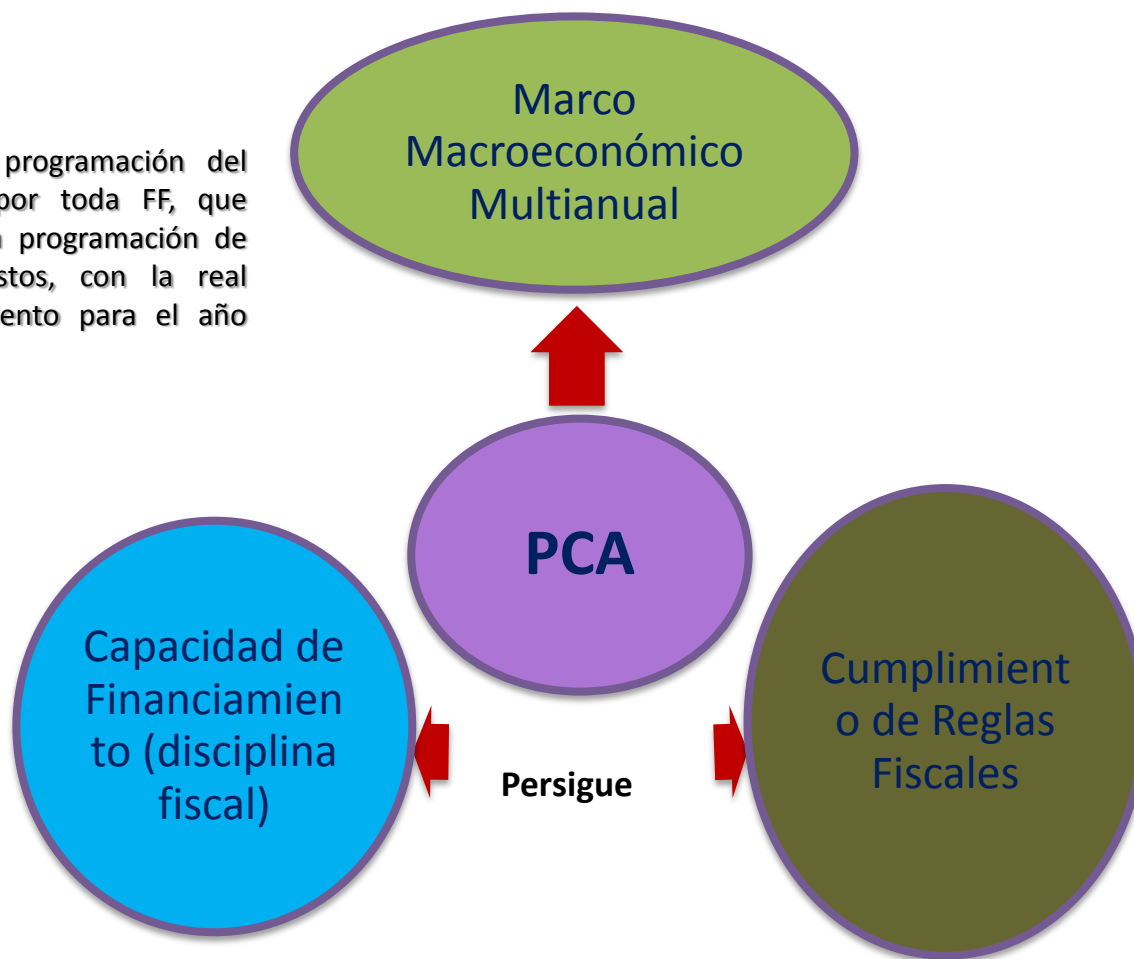 programación del
por toda FF, que
programación de
stos, con la real
ento para el año
Marco
Macroeconómico
Multianual
PCA
Capacidad de
Financiamien
to (disciplina
fiscal)
Persigue
Cumplimient
o de Reglas
Fiscales